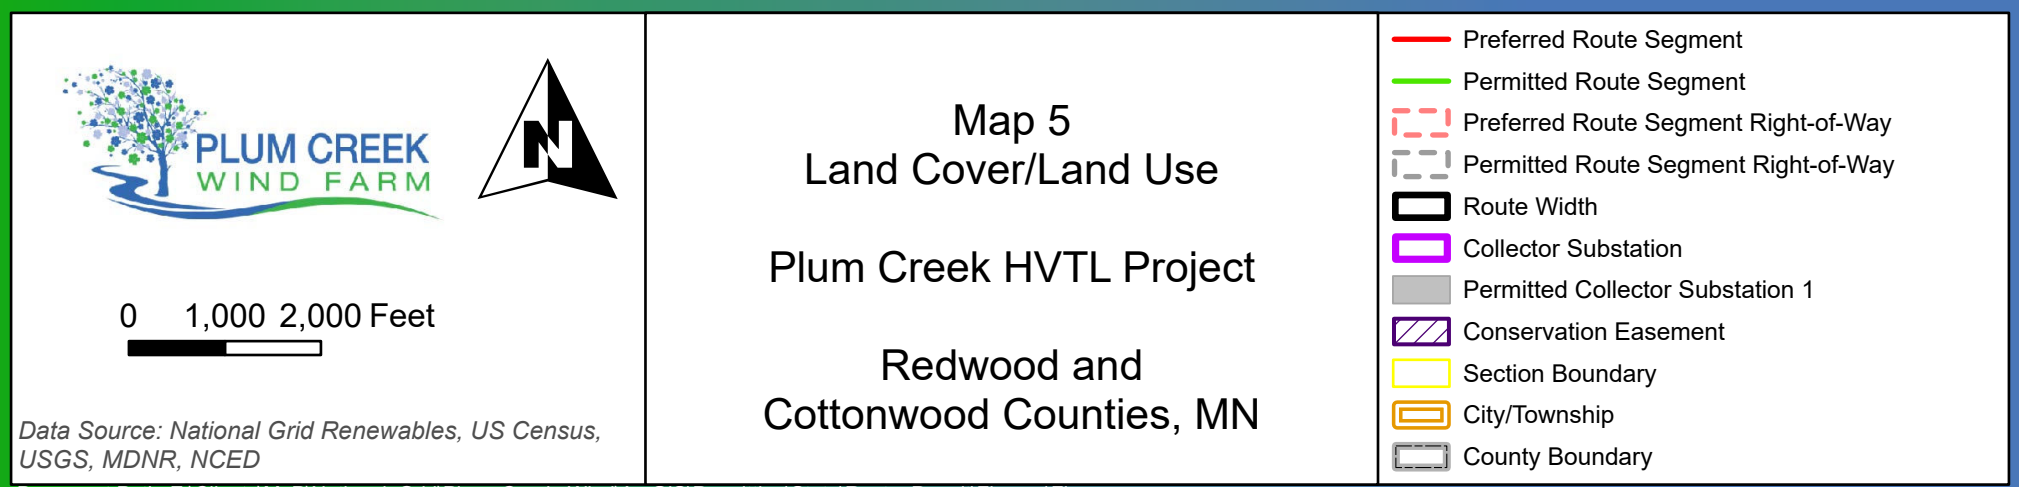 PLUM CREEK
WIND FARM
N
0 1,000 2,000 Feet
Data Source: National Grid Renewables, US Census,
USGS, MDNR, NCED
Map 5
Land Cover/Land Use
Plum Creek HVTL Project
Redwood and
Cottonwood Counties, MN
Preferred Route Segment
Permitted Route Segment
Preferred Route Segment Right-of-Way
Permitted Route Segment Right-of-Way
Route Width
Collector Substation
Permitted Collector Substation 1
Conservation Easement
Section Boundary
City/Township
County Boundary